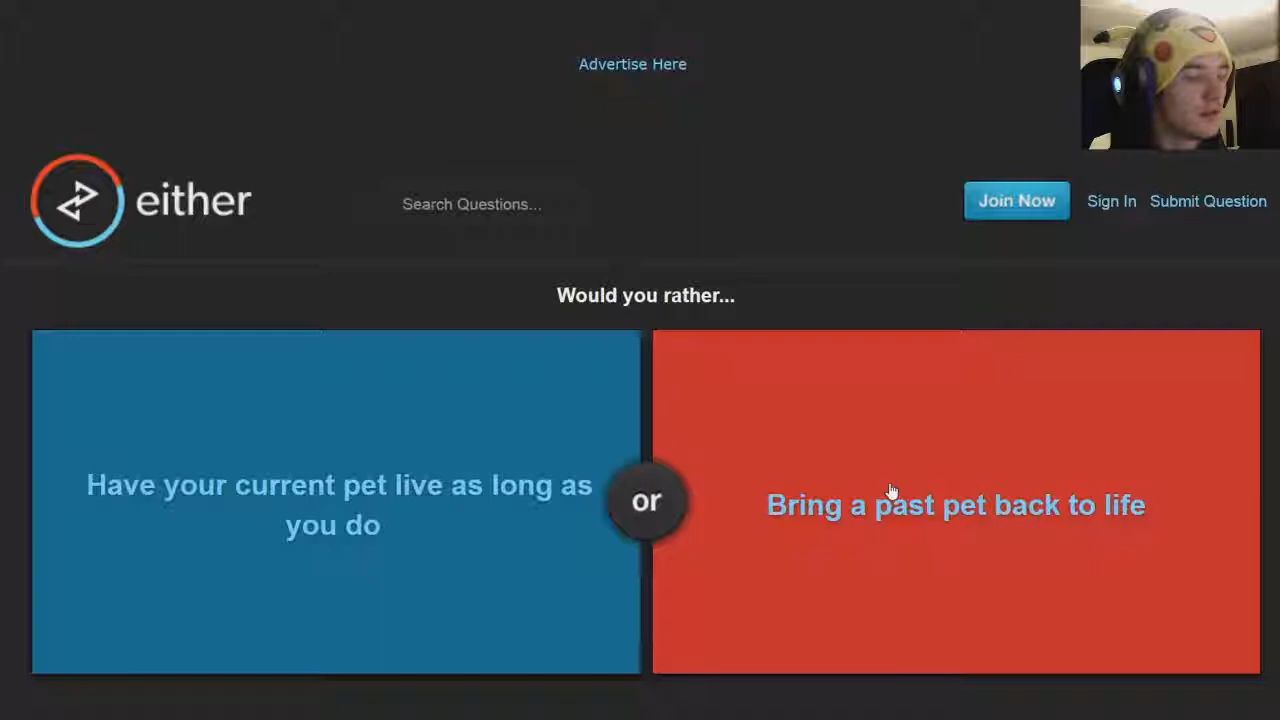 Advertise Here
either
Search Questions...
Join Now
Sign In
Submit Question
Would you rather...
Have your current pet live as long as
you do
or
Bring a past pet back to life